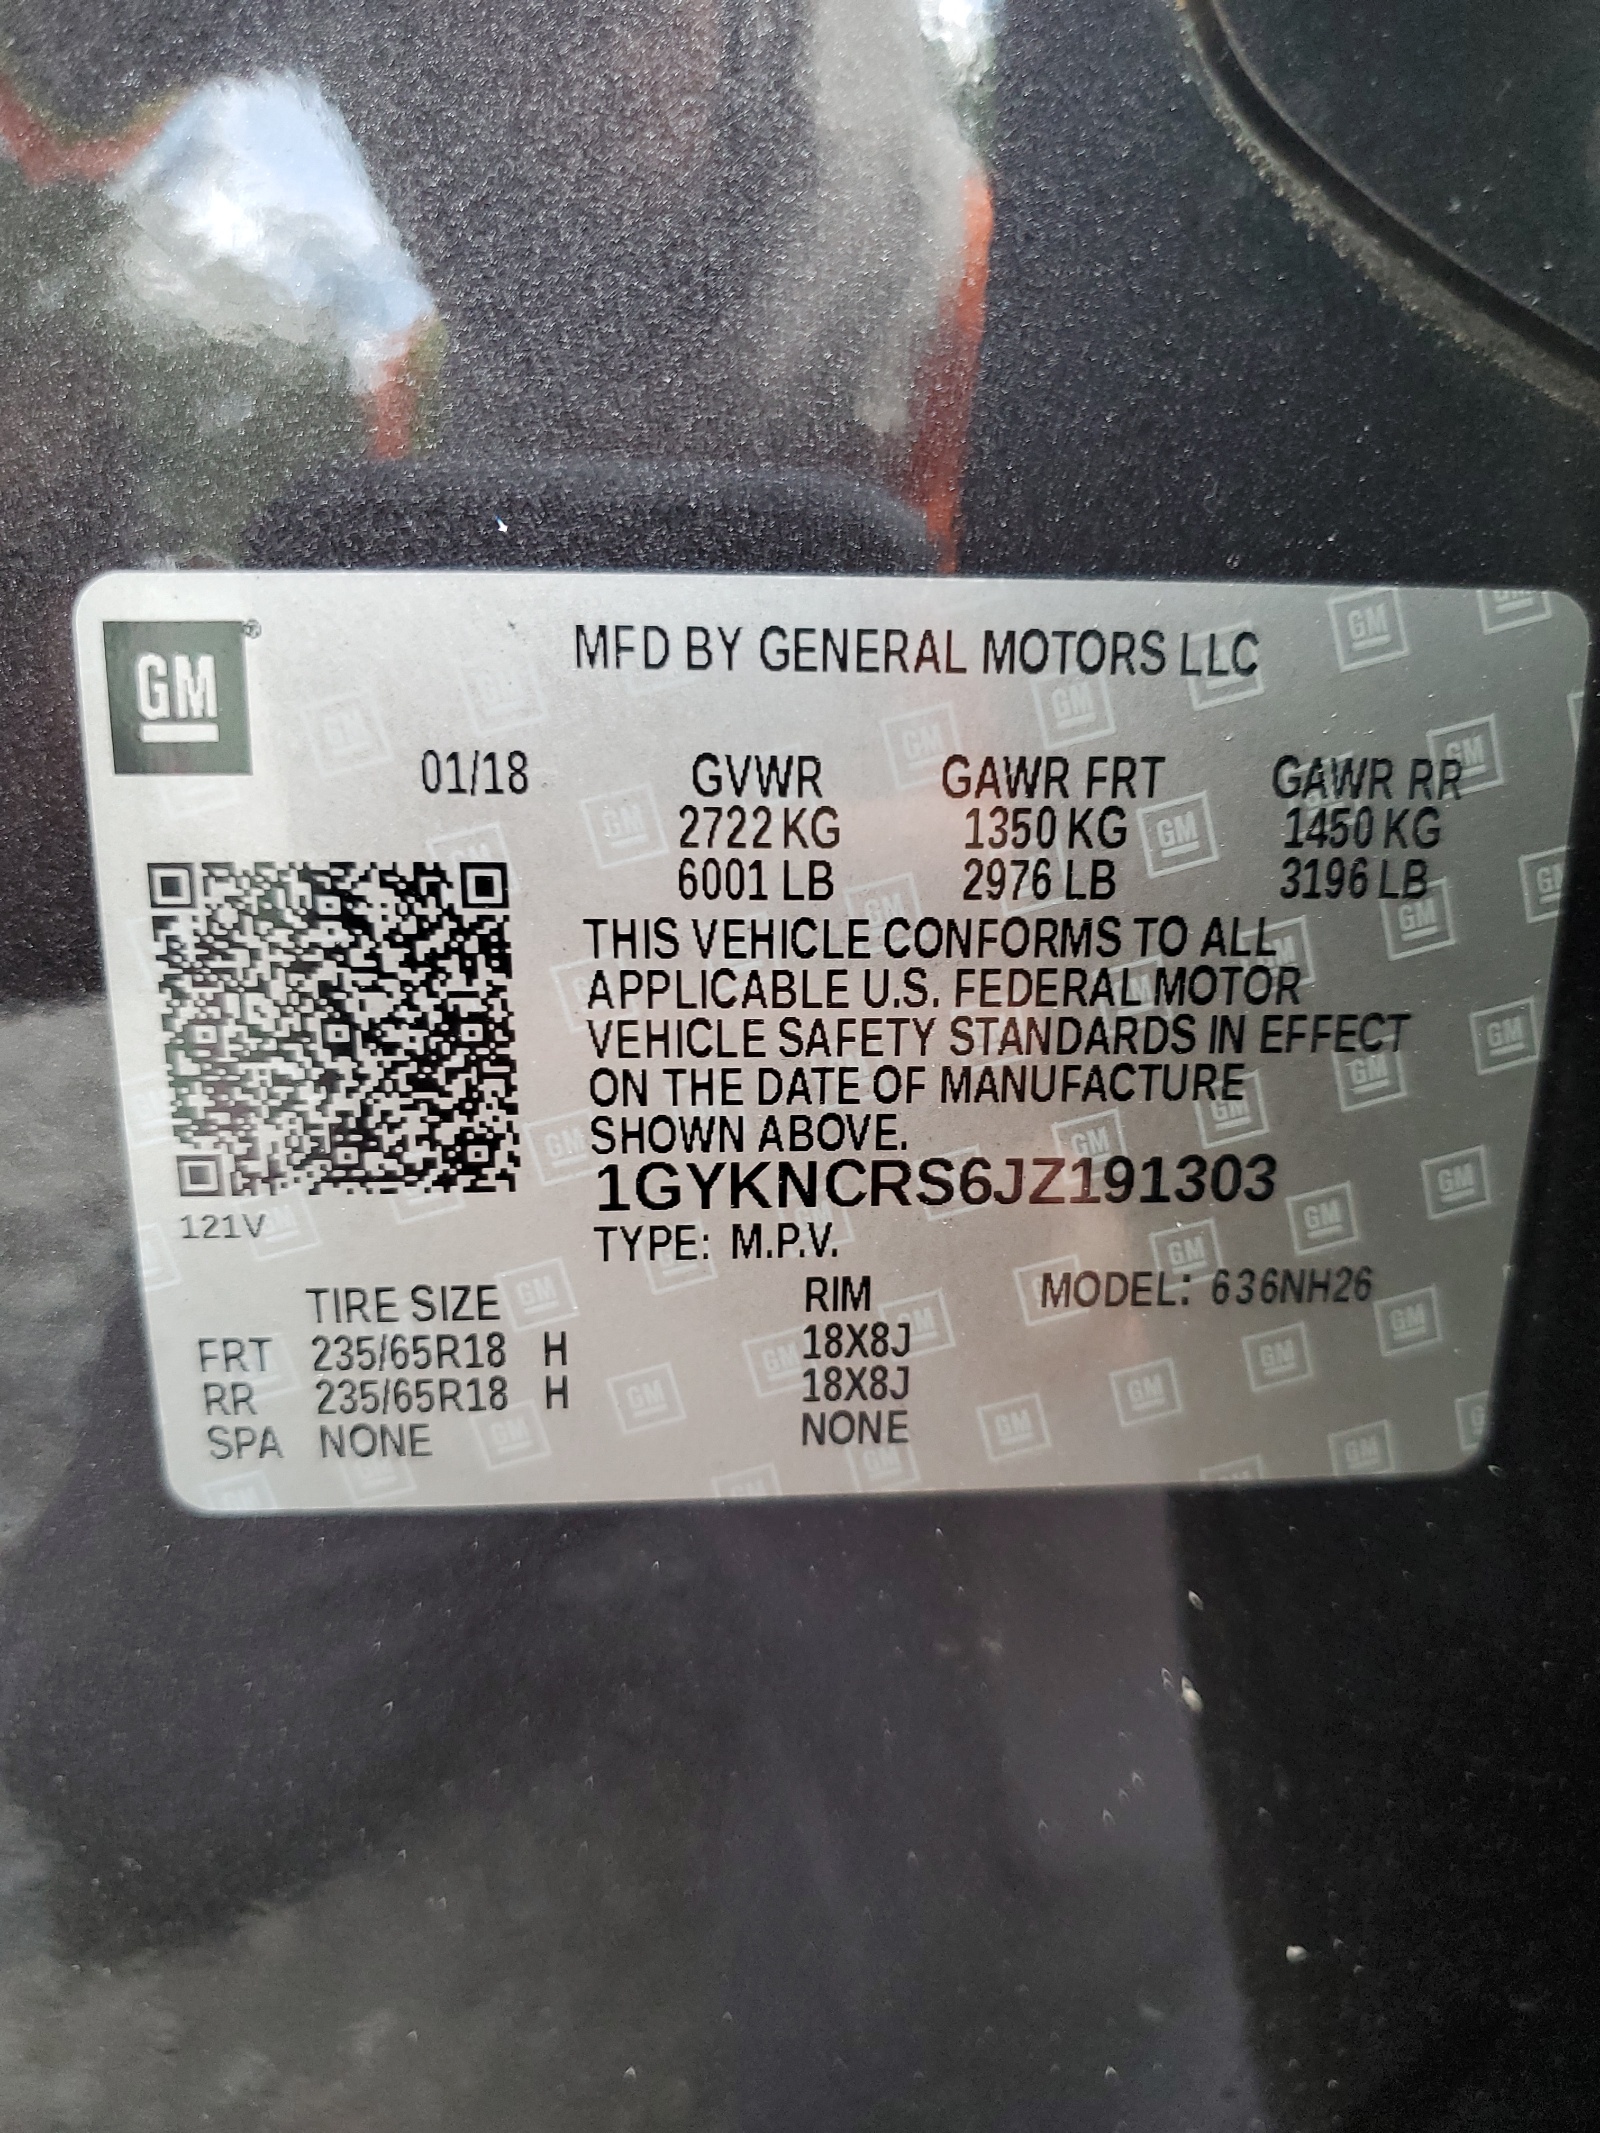 GM®
MFD BY GENERAL MOTORS LLC
01/18 GVWR GAWR FRT GAWR RR
2722 KG 1350 KG 1450 KG
6001 LB 2976 LB 3196 LB
THIS VEHICLE CONFORMS TO ALL
APPLICABLE U.S. FEDERAL MOTOR
VEHICLE SAFETY STANDARDS IN EFFECT
ON THE DATE OF MANUFACTURE
SHOWN ABOVE.
1GYKNCRS6JZ191303
121V
TYPE: M.P.V.
TIRE SIZE RIM MODEL: 636NH26
FRT 235/65R18 H 18X8J
RR 235/65R18 H 18X8J
SPA NONE NONE